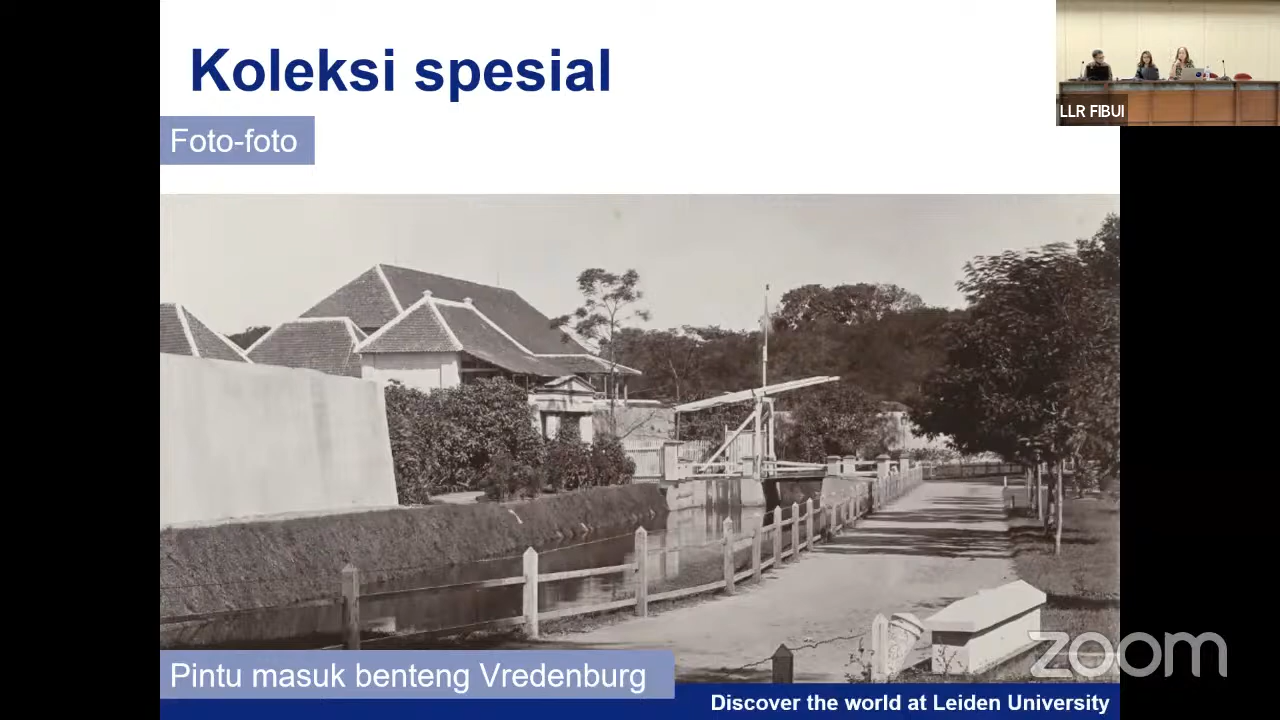 Koleksi spesial
LLR FIBUI
Foto-foto
Pintu masuk benteng Vredenburg
zoom
Discover the world at Leiden University